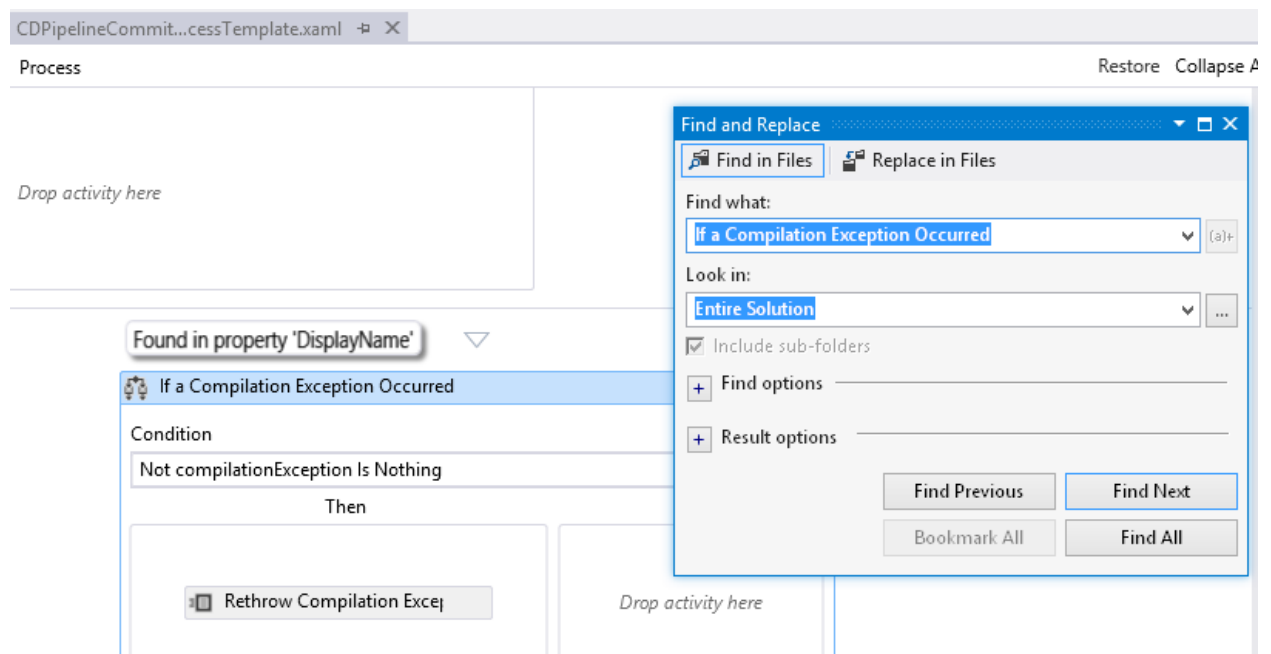 CDPipelineCommit...cessTemplate.xaml
Process
Restore Collapse A
Drop activity here
Found in property 'DisplayName'
If a Compilation Exception Occurred
Condition
Not compilationException Is Nothing
Then
Rethrow Compilation Excep
Drop activity here
Find and Replace
Find in Files Replace in Files
Find what:
If a Compilation Exception Occurred
(a)+
Look in:
Entire Solution
...
Include sub-folders
+ Find options
+ Result options
Find Previous Find Next
Bookmark All Find All